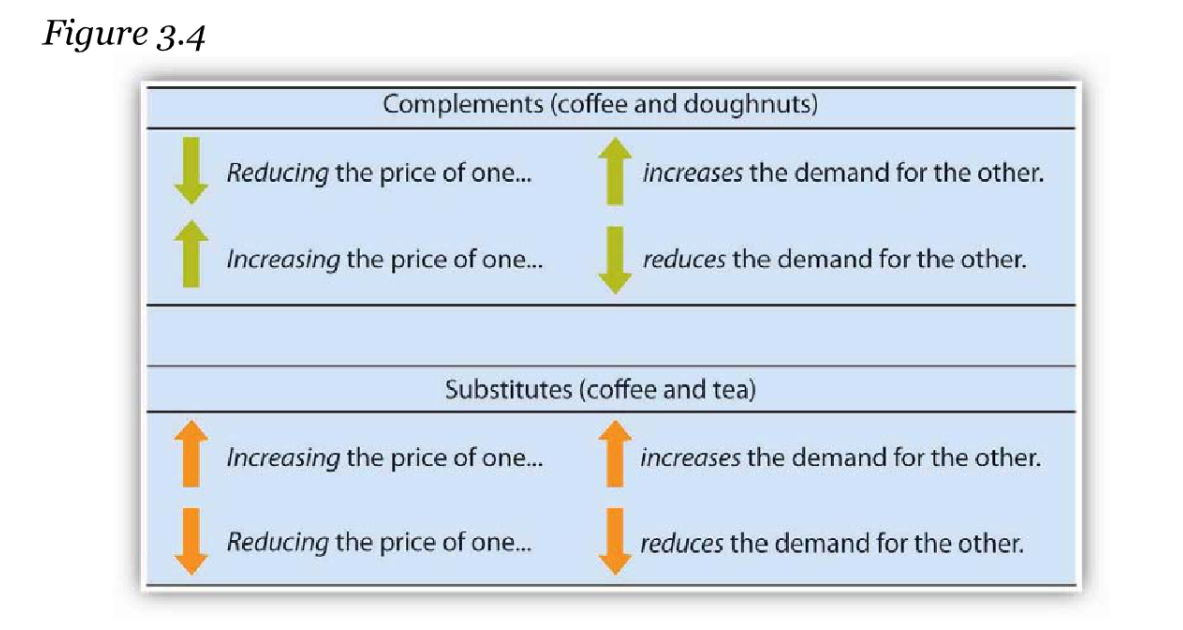 Figure 3.4
Complements (coffee and doughnuts)
Reducing the price of one... increases the demand for the other.
Increasing the price of one... reduces the demand for the other.
Substitutes (coffee and tea)
Increasing the price of one... increases the demand for the other.
Reducing the price of one... reduces the demand for the other.